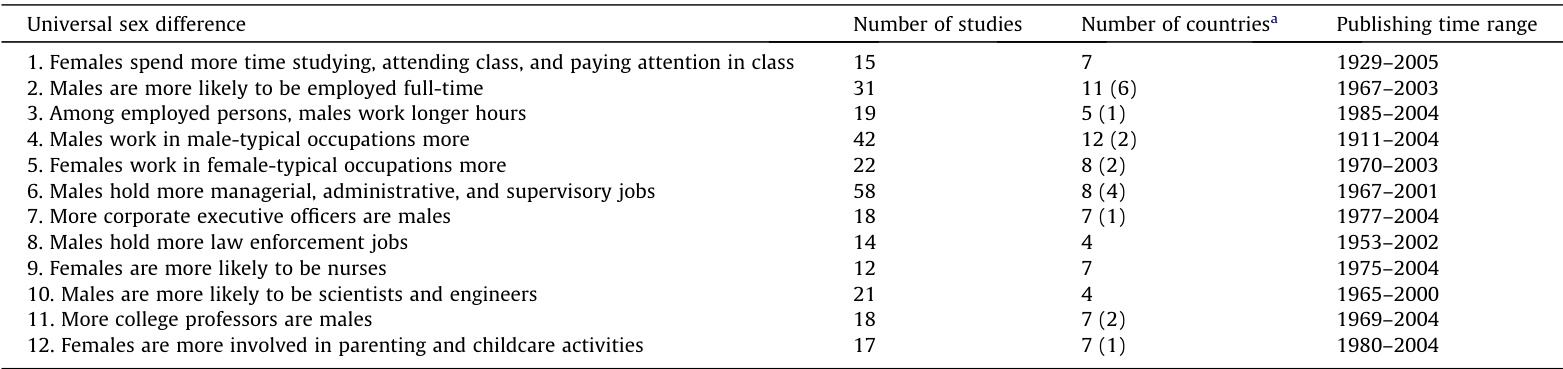 Universal sex difference Number of studies Number of countriesa Publishing time range
1. Females spend more time studying, attending class, and paying attention in class 15 7 1929–2005
2. Males are more likely to be employed full-time 31 11 (6) 1967–2003
3. Among employed persons, males work longer hours 19 5 (1) 1985–2004
4. Males work in male-typical occupations more 42 12 (2) 1911–2004
5. Females work in female-typical occupations more 22 8 (2) 1970–2003
6. Males hold more managerial, administrative, and supervisory jobs 58 8 (4) 1967–2001
7. More corporate executive officers are males 18 7 (1) 1977–2004
8. Males hold more law enforcement jobs 14 4 1953–2002
9. Females are more likely to be nurses 12 7 1975–2004
10. Males are more likely to be scientists and engineers 21 4 1965–2000
11. More college professors are males 18 7 (2) 1969–2004
12. Females are more involved in parenting and childcare activities 17 7 (1) 1980–2004